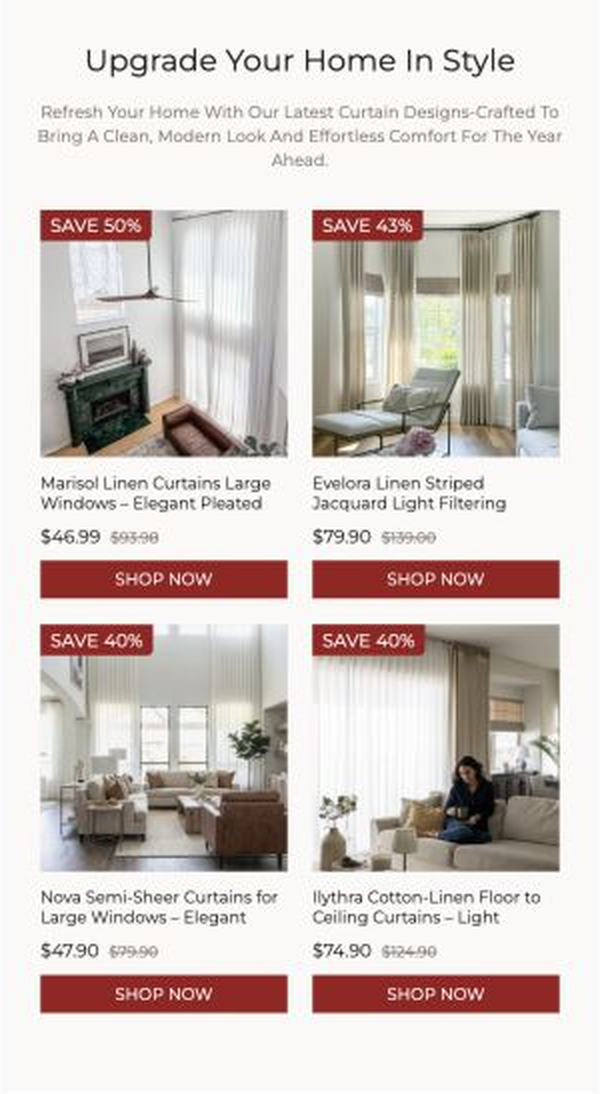 Upgrade Your Home In Style
Refresh Your Home With Our Latest Curtain Designs-Crafted To
Bring A Clean, Modern Look And Effortless Comfort For The Year
Ahead.
SAVE 50%
SAVE 43%
Marisol Linen Curtains Large
Windows – Elegant Pleated
$46.99 $93.98
SHOP NOW
Evelora Linen Striped
Jacquard Light Filtering
$79.90 $139.00
SHOP NOW
SAVE 40%
SAVE 40%
Nova Semi-Sheer Curtains for
Large Windows – Elegant
$47.90 $79.90
SHOP NOW
Ilythra Cotton-Linen Floor to
Ceiling Curtains – Light
$74.90 $124.90
SHOP NOW